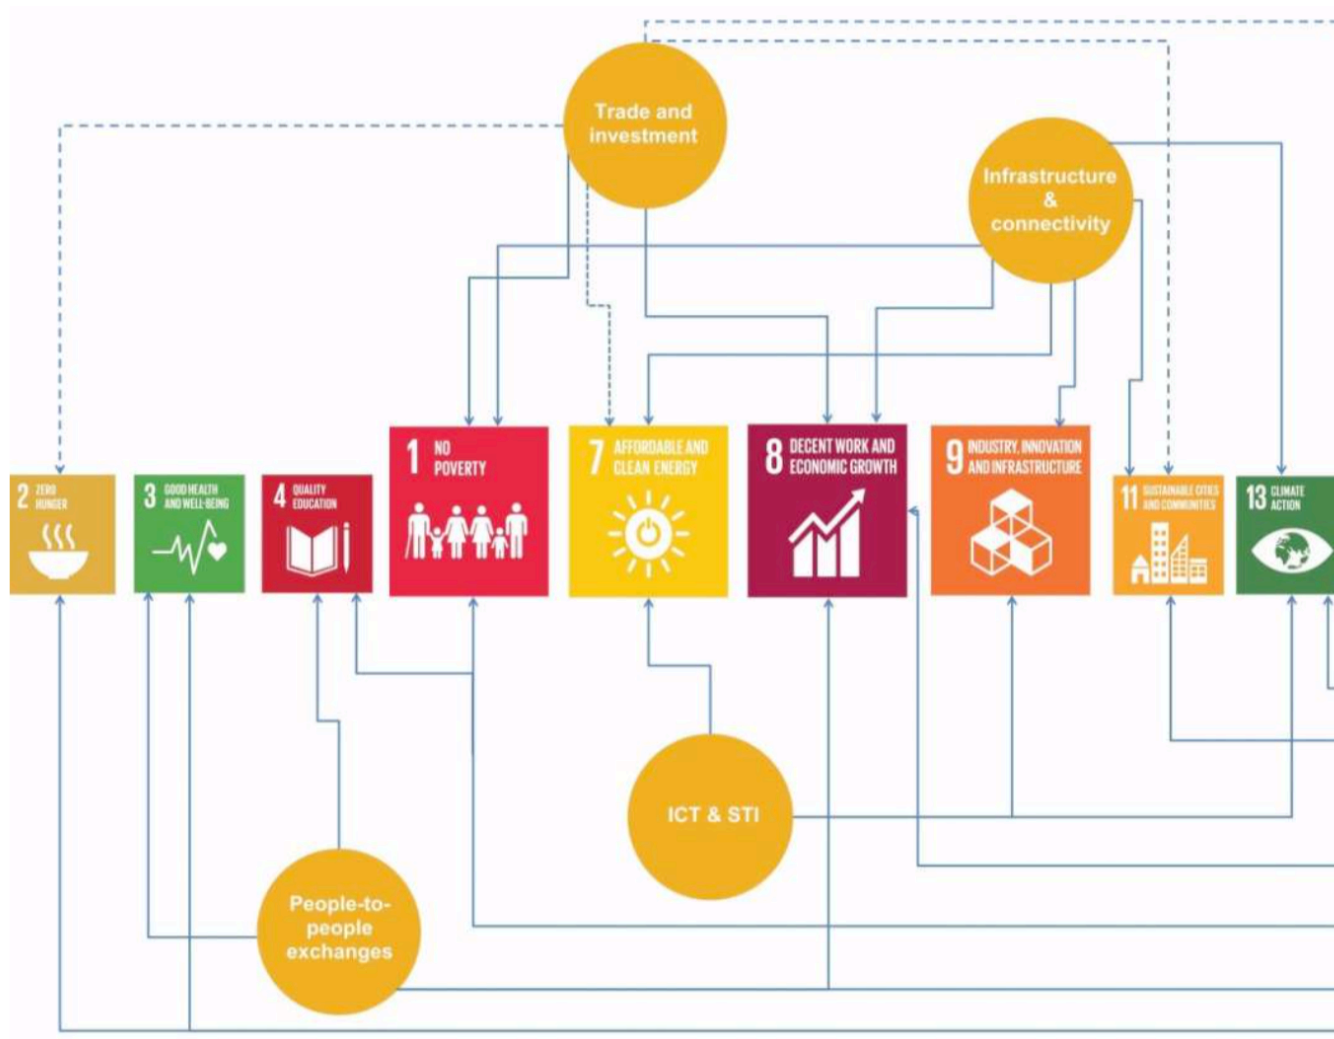 Trade and
investment
Infrastructure
&
connectivity
1 NO
POVERTY
7 AFFORDABLE AND
CLEAN ENERGY
8 DECENT WORK AND
ECONOMIC GROWTH
9 INDUSTRY, INNOVATION
AND INFRASTRUCTURE
2 ZERO
HUNGER
3 GOOD HEALTH
AND WELL-BEING
4 QUALITY
EDUCATION
11 SUSTAINABLE CITIES
AND COMMUNITIES
13 CLIMATE
ACTION
ICT & STI
People-to-
people
exchanges